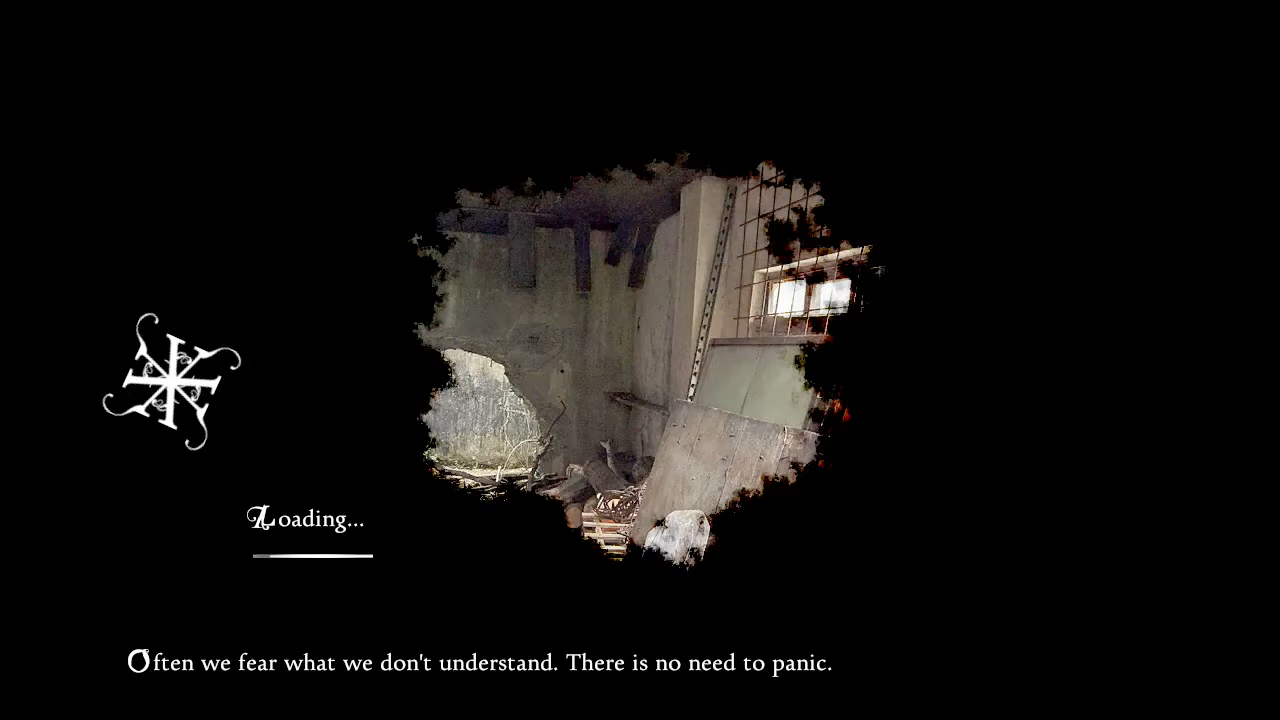 Loading...
Often we fear what we don't understand. There is no need to panic.